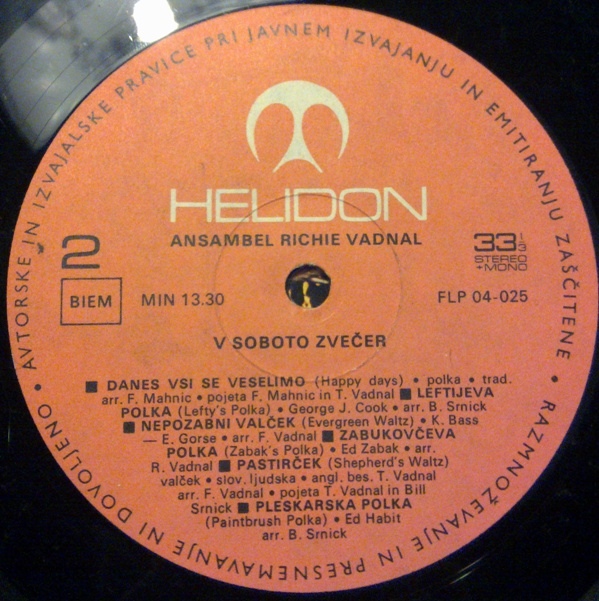 AVTORSKE IN IZVAJALSKE PRAVICE PRI JAVNEM IZVAJANJU IN EMITIRANJU ZAŠČITENE • RAZMNOŽEVANJE IN PRESNEMAVANJE NI DOVOLJENO •
HELIDON
ANSAMBEL RICHIE VADNAL
2
33 1/3
STEREO
+MONO
BIEM
MIN 13.30
FLP 04-025
V SOBOTO ZVEČER
■ DANES VSI SE VESELIMO (Happy days) • polka • trad.
arr. F. Mahnic • pojeta F. Mahnic in T. Vadnal ■ LEFTIJEVA
POLKA (Lefty's Polka) • George J. Cook • arr. B. Srnick
■ NEPOZABNI VALČEK (Evergreen Waltz) • K. Bass
— E. Gorse • arr. F. Vadnal ■ ZABUKOVČEVA
POLKA (Zabak's Polka) • Ed Zabak • arr.
R. Vadnal ■ PASTIRČEK (Shepherd's Waltz)
valček • slov. ljudska • angl. bes. T. Vadnal
arr. F. Vadnal • pojeta T. Vadnal in Bill
Srnick ■ PLESKARSKA POLKA
(Paintbrush Polka) • Ed Habit
arr. B. Srnick